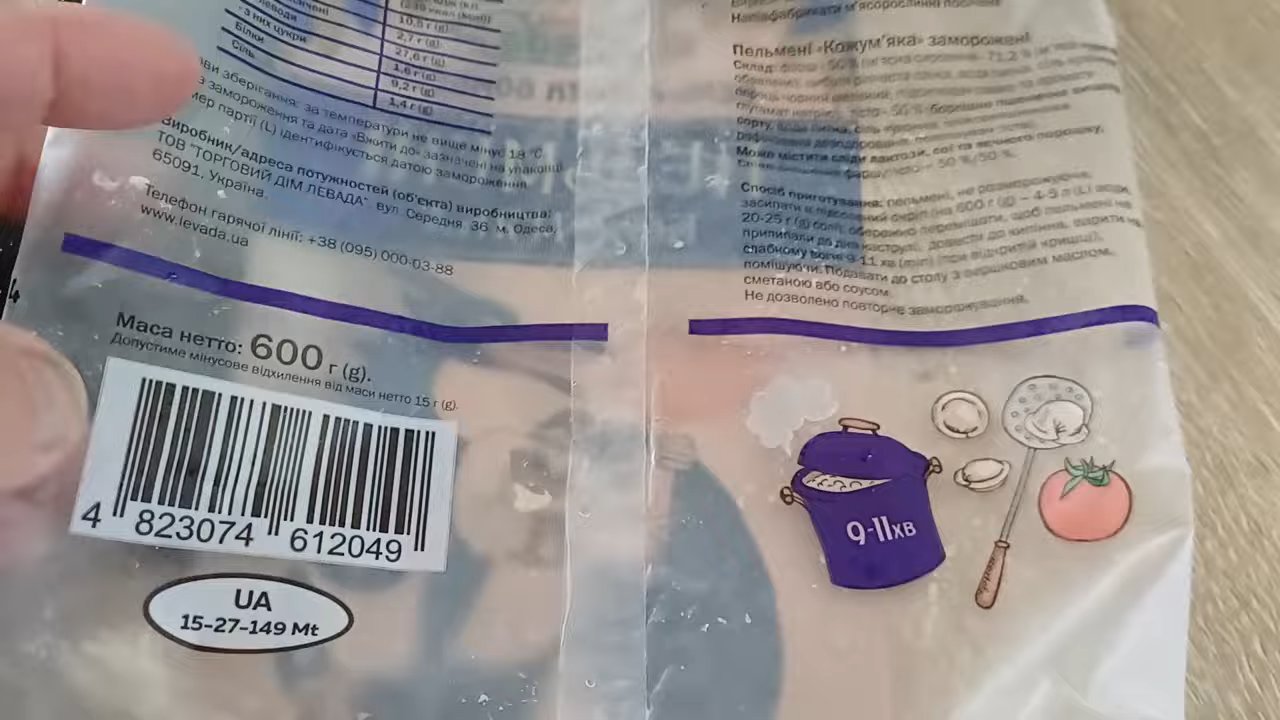 - з них цукри
Білки
Сіль
10,5 г (g)
2,7 г (g)
27,6 г (g)
1,6 г (g)
9,2 г (g)
1,4 г (g)
зберігання: за температури не вище мінус 18 °C.
замороження та дата «Вжити до» зазначені на упаковці.
партії (L) ідентифікується датою замороження.
Виробник/адреса потужностей (об'єкта) виробництва:
ТОВ "ТОРГОВИЙ ДІМ ЛЕВАДА". вул. Середня, 36, м. Одеса,
65091, Україна.
Телефон гарячої лінії: +38 (095) 000-03-88
www.levada.ua
Маса нетто: 600 г (g).
Допустиме мінусове відхилення від маси нетто 15 г (g).
4 823074 612049
UA
15-27-149 Mt
Напівфабрикати м'ясорослинні посічені
Пельмені «Кожум'яка» заморожені
Може містити сліди лактози, сої та яєчного порошку.
Спосіб приготування: пельмені, не розморожуючи,
засипати в підсолений окріп (на 600 г (g) – 4-5 л (L) води,
20-25 г (g) солі), обережно перемішати, щоб пельмені не
прилипали до дна каструлі, довести до кипіння, варити на
слабкому вогні 9-11 хв (min) (при відкритій кришці),
помішуючи. Подавати до столу з вершковим маслом,
сметаною або соусом.
Не дозволено повторне заморожування.
9-11хв